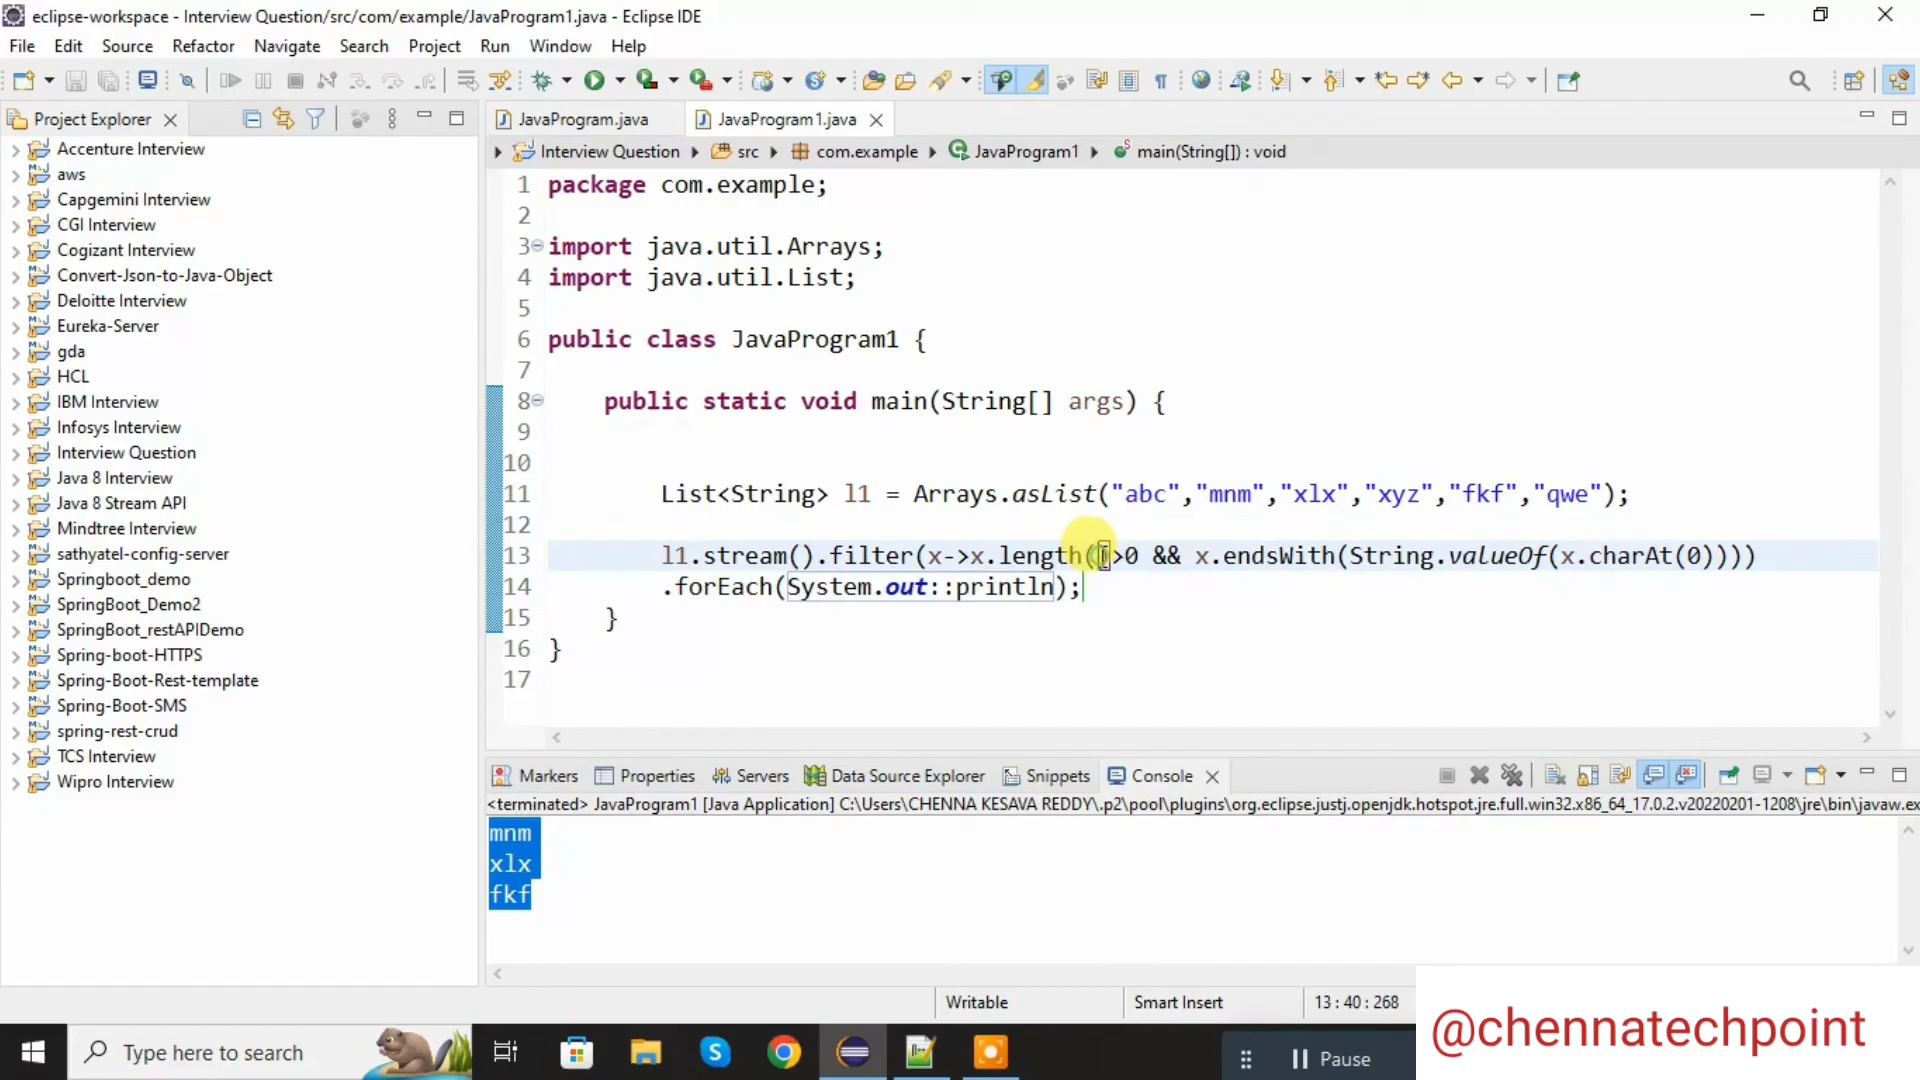 eclipse-workspace - Interview Question/src/com/example/JavaProgram1.java - Eclipse IDE
File Edit Source Refactor Navigate Search Project Run Window Help
Project Explorer
Accenture Interview
aws
Capgemini Interview
CGI Interview
Cogizant Interview
Convert-Json-to-Java-Object
Deloitte Interview
Eureka-Server
gda
HCL
IBM Interview
Infosys Interview
Interview Question
Java 8 Interview
Java 8 Stream API
Mindtree Interview
sathyatel-config-server
Springboot_demo
SpringBoot_Demo2
SpringBoot_restAPIDemo
Spring-boot-HTTPS
Spring-Boot-Rest-template
Spring-Boot-SMS
spring-rest-crud
TCS Interview
Wipro Interview
JavaProgram.java JavaProgram1.java
Interview Question src com.example JavaProgram1 main(String[]) : void
1 package com.example;
2
3 import java.util.Arrays;
4 import java.util.List;
5
6 public class JavaProgram1 {
7
8 public static void main(String[] args) {
9
10
11 List<String> l1 = Arrays.asList("abc","mnm","xlx","xyz","fkf","qwe");
12
13 l1.stream().filter(x->x.length()>0 && x.endsWith(String.valueOf(x.charAt(0))))
14 .forEach(System.out::println);
15 }
16 }
17
Markers Properties Servers Data Source Explorer Snippets Console
<terminated> JavaProgram1 [Java Application] C:\Users\CHENNA KESAVA REDDY\.p2\pool\plugins\org.eclipse.justj.openjdk.hotspot.jre.full.win32.x86_64_17.0.2.v20220201-1208\jre\bin\javaw.ex
mnm
xlx
fkf
Writable Smart Insert 13 : 40 : 268
Type here to search
Pause
@chennatechpoint